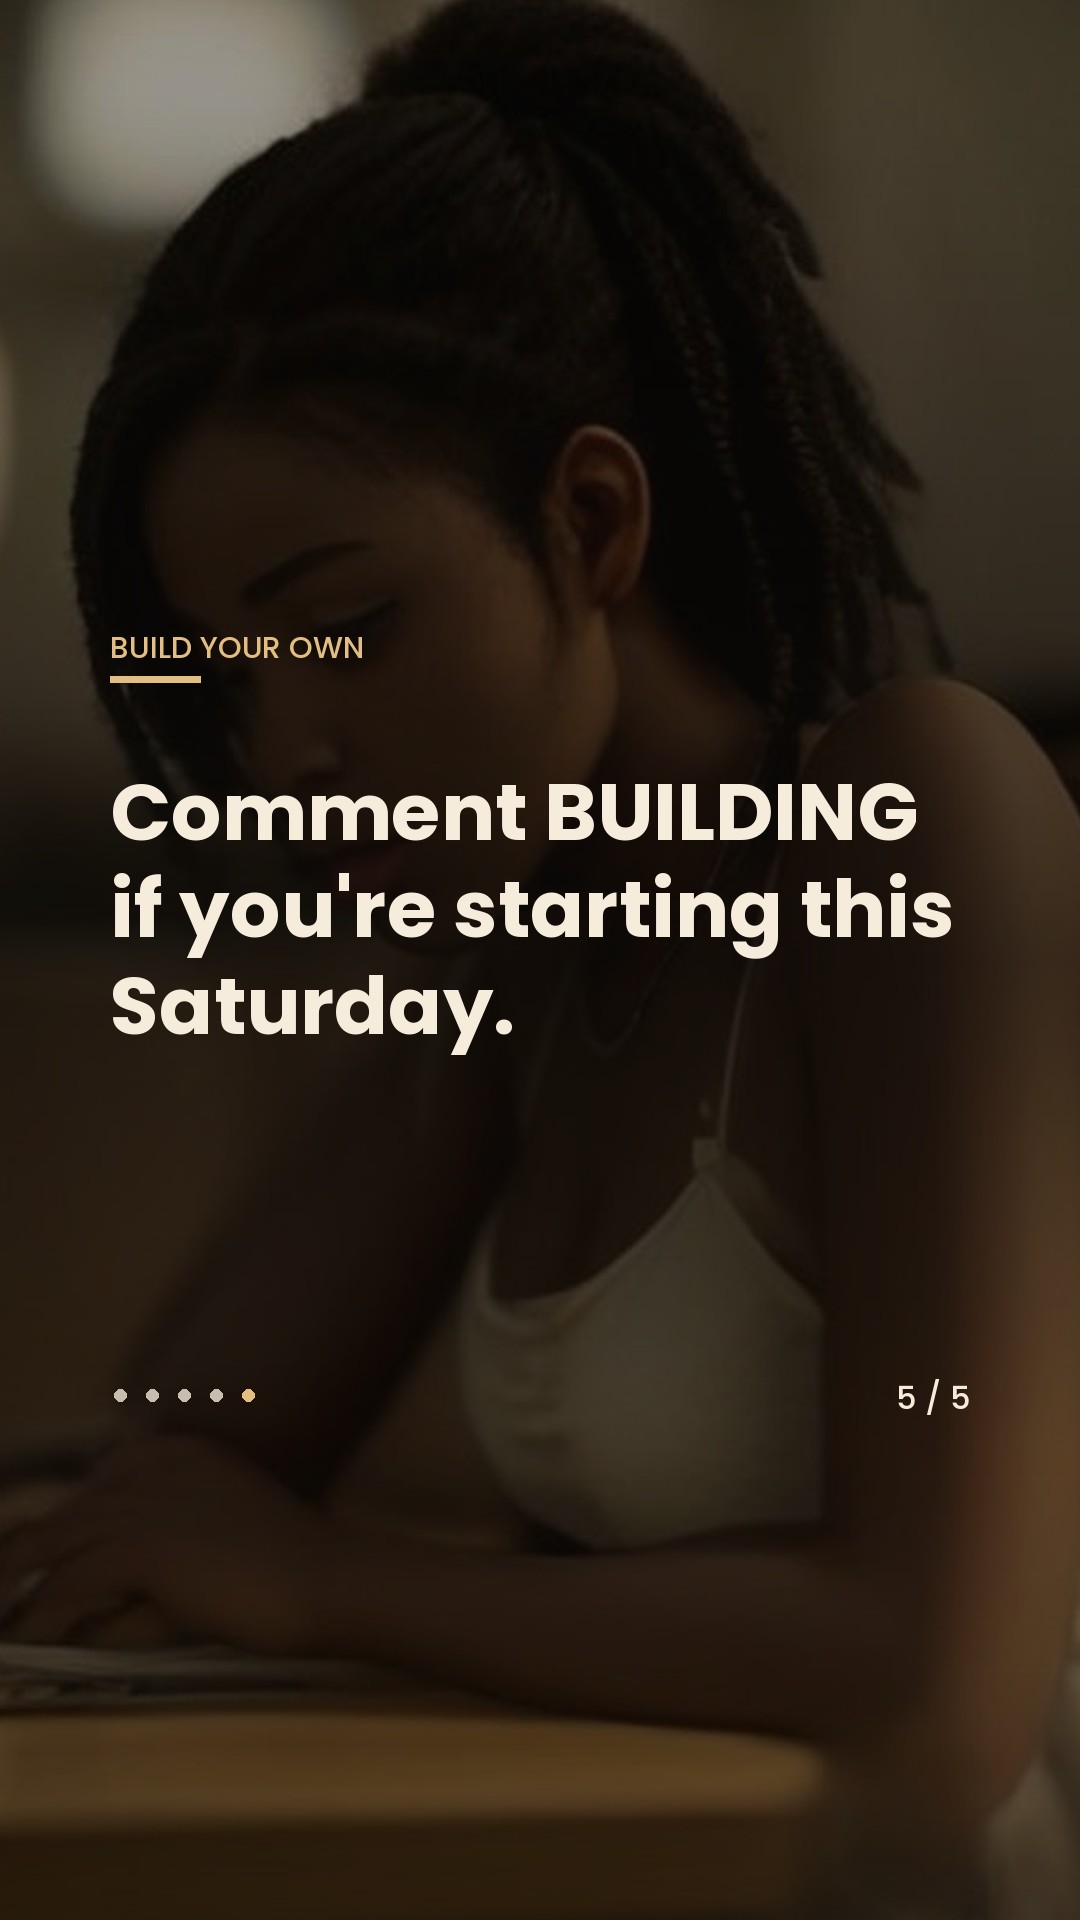 BUILD YOUR OWN
Comment BUILDING
if you're starting this
Saturday.
5 / 5